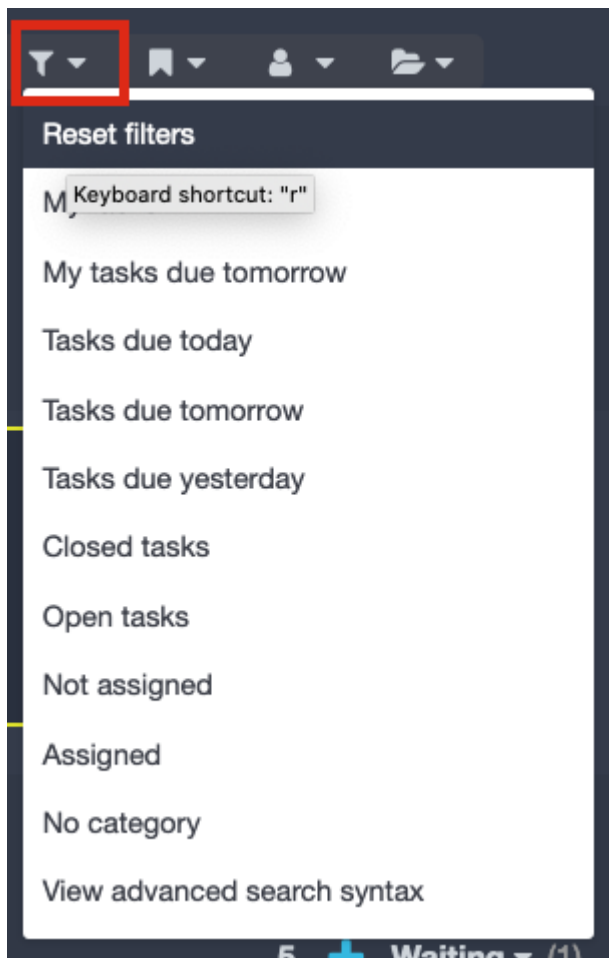 Reset filters
Keyboard shortcut: "r"
My tasks due tomorrow
Tasks due today
Tasks due tomorrow
Tasks due yesterday
Closed tasks
Open tasks
Not assigned
Assigned
No category
View advanced search syntax
5 Waiting (1)